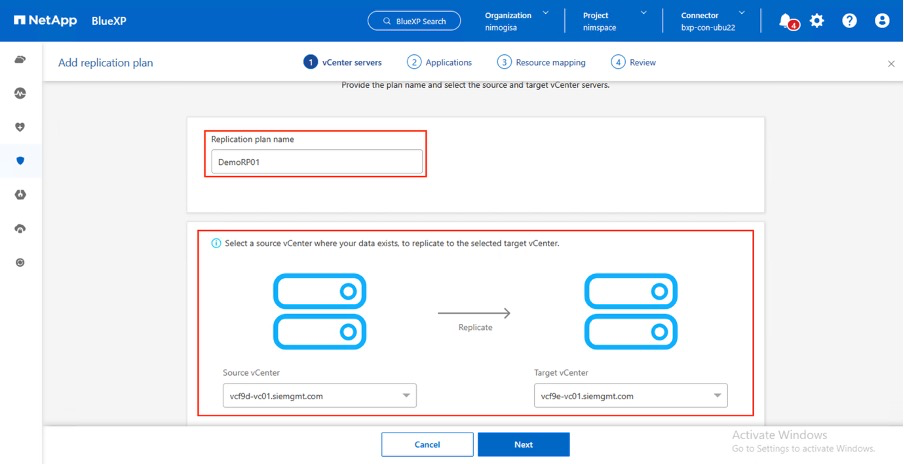 NetApp BlueXP
BlueXP Search
Organization
nimogisa
Project
nimspace
Connector
bxp-con-ubu22
4
Add replication plan
1 vCenter servers
2 Applications
3 Resource mapping
4 Review
Provide the plan name and select the source and target vCenter servers.
Replication plan name
DemoRP01
Select a source vCenter where your data exists, to replicate to the selected target vCenter.
Replicate
Source vCenter
Target vCenter
vcf9d-vc01.siemgmt.com
vcf9e-vc01.siemgmt.com
Cancel
Next
Activate Windows
Go to Settings to activate Windows.